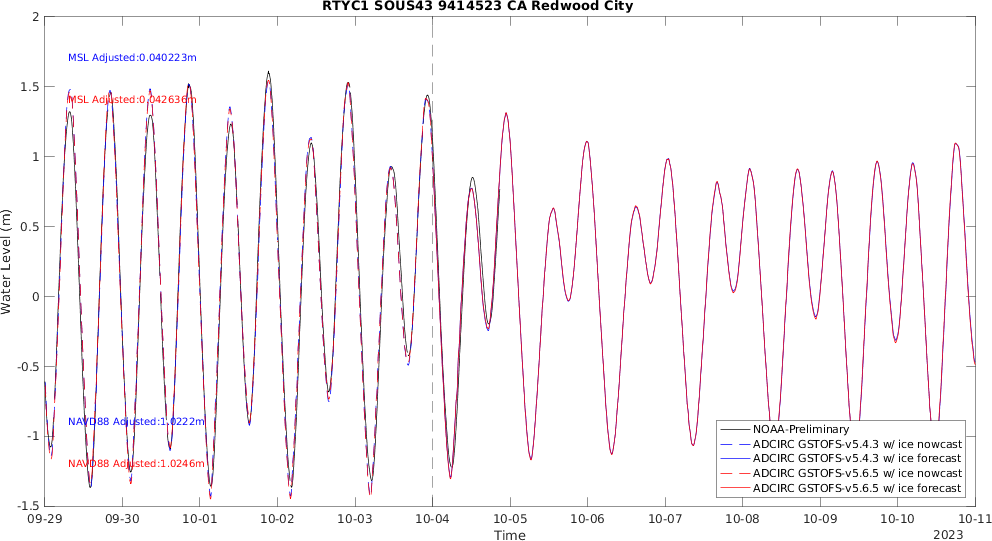 RTYC1 SOUS43 9414523 CA Redwood City
2
1.5
1
0.5
0
-0.5
-1
-1.5
Water Level (m)
MSL Adjusted:0.040223m
MSL Adjusted:0.042636m
NAVD88 Adjusted:1.0222m
NAVD88 Adjusted:1.0246m
NOAA-Preliminary
ADCIRC GSTOFS-v5.4.3 w/ ice nowcast
ADCIRC GSTOFS-v5.4.3 w/ ice forecast
ADCIRC GSTOFS-v5.6.5 w/ ice nowcast
ADCIRC GSTOFS-v5.6.5 w/ ice forecast
09-29 09-30 10-01 10-02 10-03 10-04 10-05 10-06 10-07 10-08 10-09 10-10 10-11
Time
2023